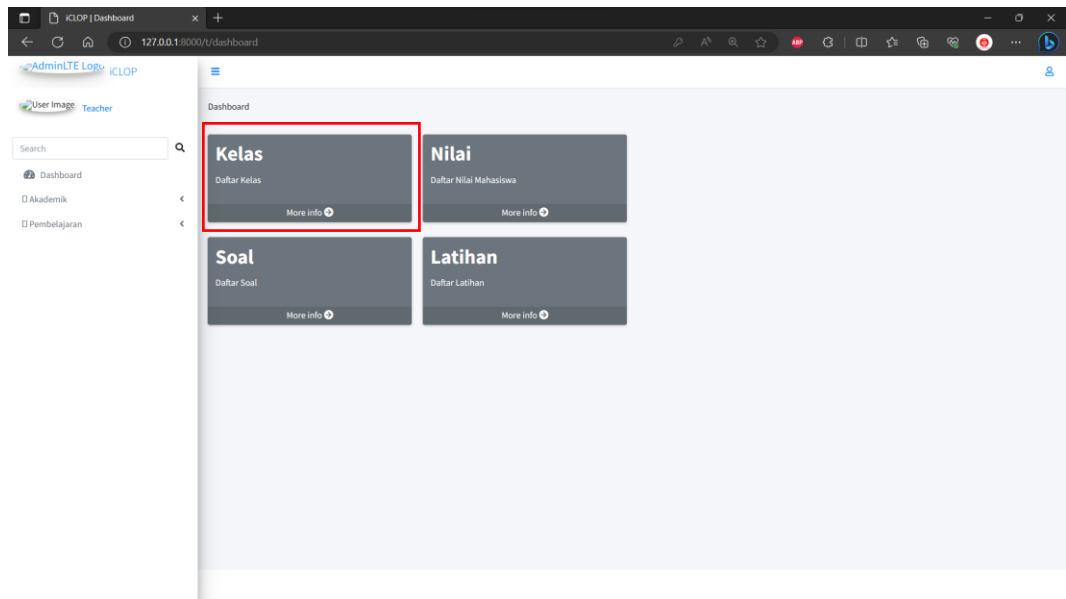 iCLOP | Dashboard
127.0.0.1:8000/t/dashboard
ABP
AdminLTE Logo iCLOP
User Image Teacher
Search
Dashboard
Akademik
Pembelajaran
Dashboard
Kelas
Daftar Kelas
More info
Nilai
Daftar Nilai Mahasiswa
More info
Soal
Daftar Soal
More info
Latihan
Daftar Latihan
More info